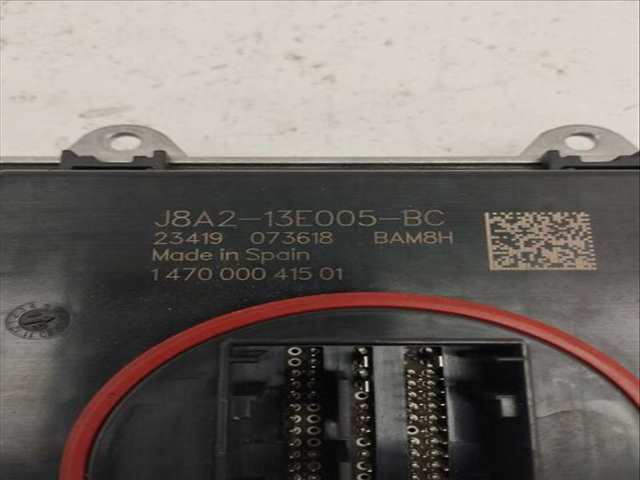 J8A2-13E005-BC
23419 073618 BAM8H
Made in Spain
1 470 000 415 01